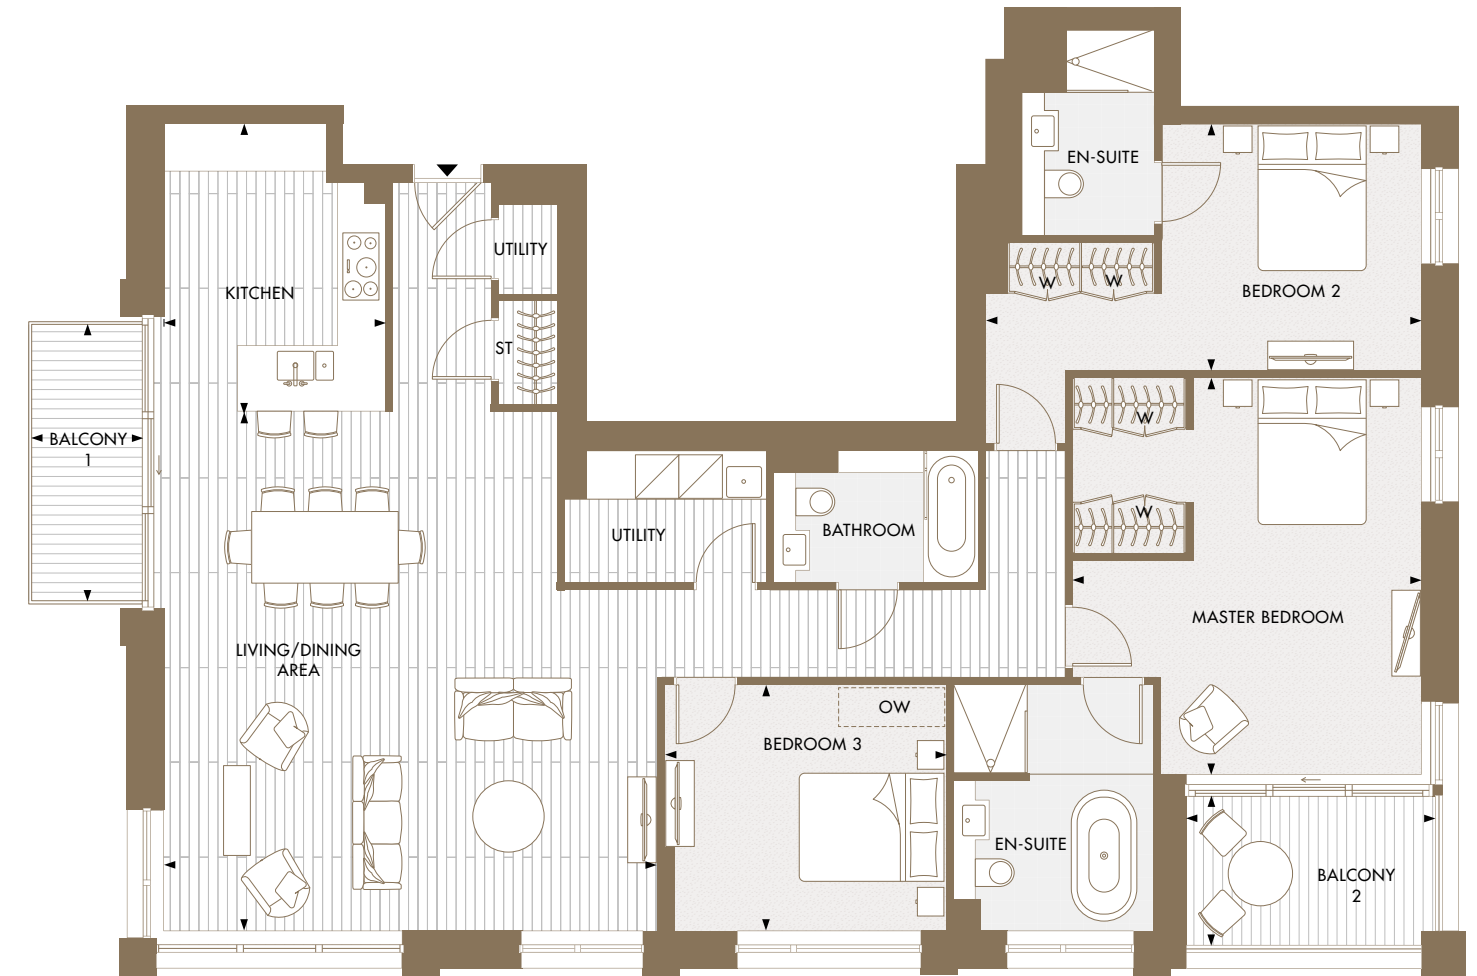 EN-SUITE
UTILITY
W
W
KITCHEN
BEDROOM 2
ST
W
BALCONY
1
W
UTILITY
BATHROOM
MASTER BEDROOM
LIVING/DINING
AREA
OW
BEDROOM 3
EN-SUITE
BALCONY
2